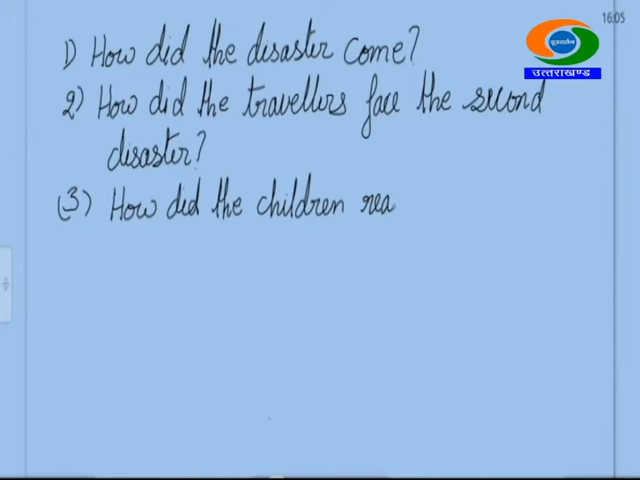 16:05
1) How did the disaster come?
उत्तराखण्ड
2) How did the travellers face the second
disaster?
(3) How did the children rea